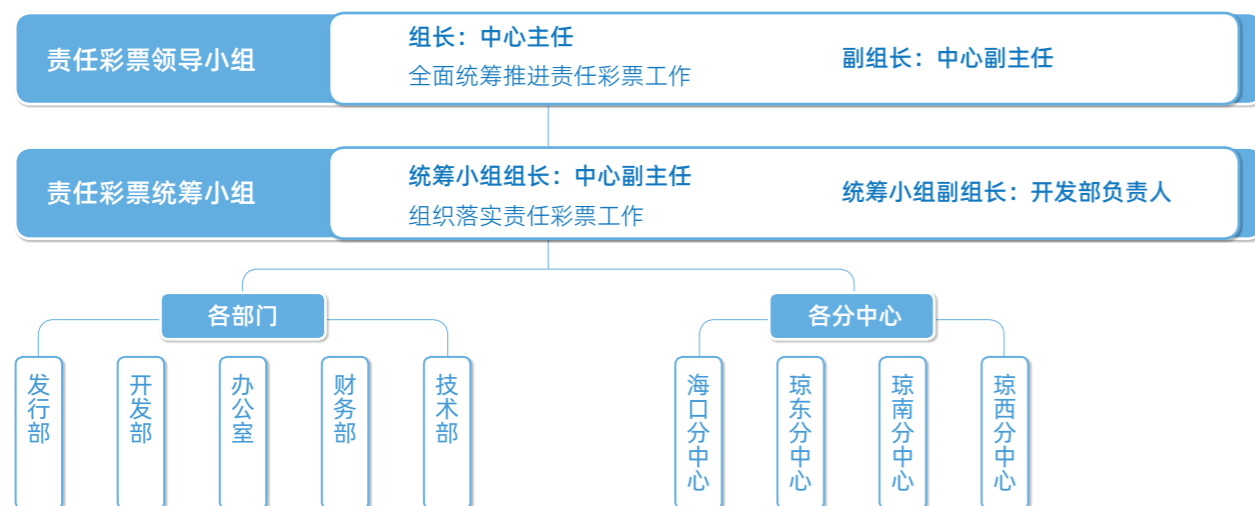 责任彩票领导小组
组长：中心主任
全面统筹推进责任彩票工作
副组长：中心副主任
责任彩票统筹小组
统筹小组组长：中心副主任
组织落实责任彩票工作
统筹小组副组长：开发部负责人
各部门
各分中心
发行部
开发部
办公室
财务部
技术部
海口分中心
琼东分中心
琼南分中心
琼西分中心